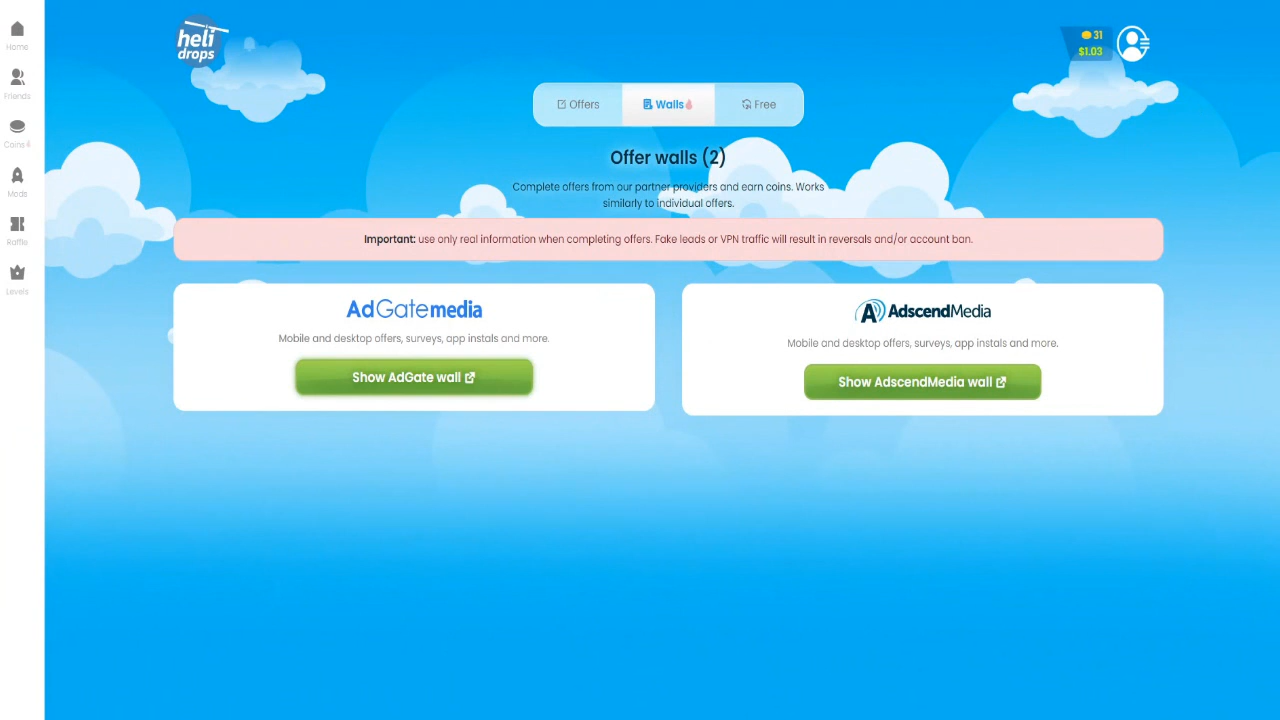 heli
drops
31
$1.03
Home
Friends
Coins
Mods
Raffle
Levels
Offers
Walls
Free
Offer walls (2)
Complete offers from our partner providers and earn coins. Works
similarly to individual offers.
Important: use only real information when completing offers. Fake leads or VPN traffic will result in reversals and/or account ban.
AdGatemedia
Mobile and desktop offers, surveys, app instals and more.
Show AdGate wall
AdscendMedia
Mobile and desktop offers, surveys, app instals and more.
Show AdscendMedia wall